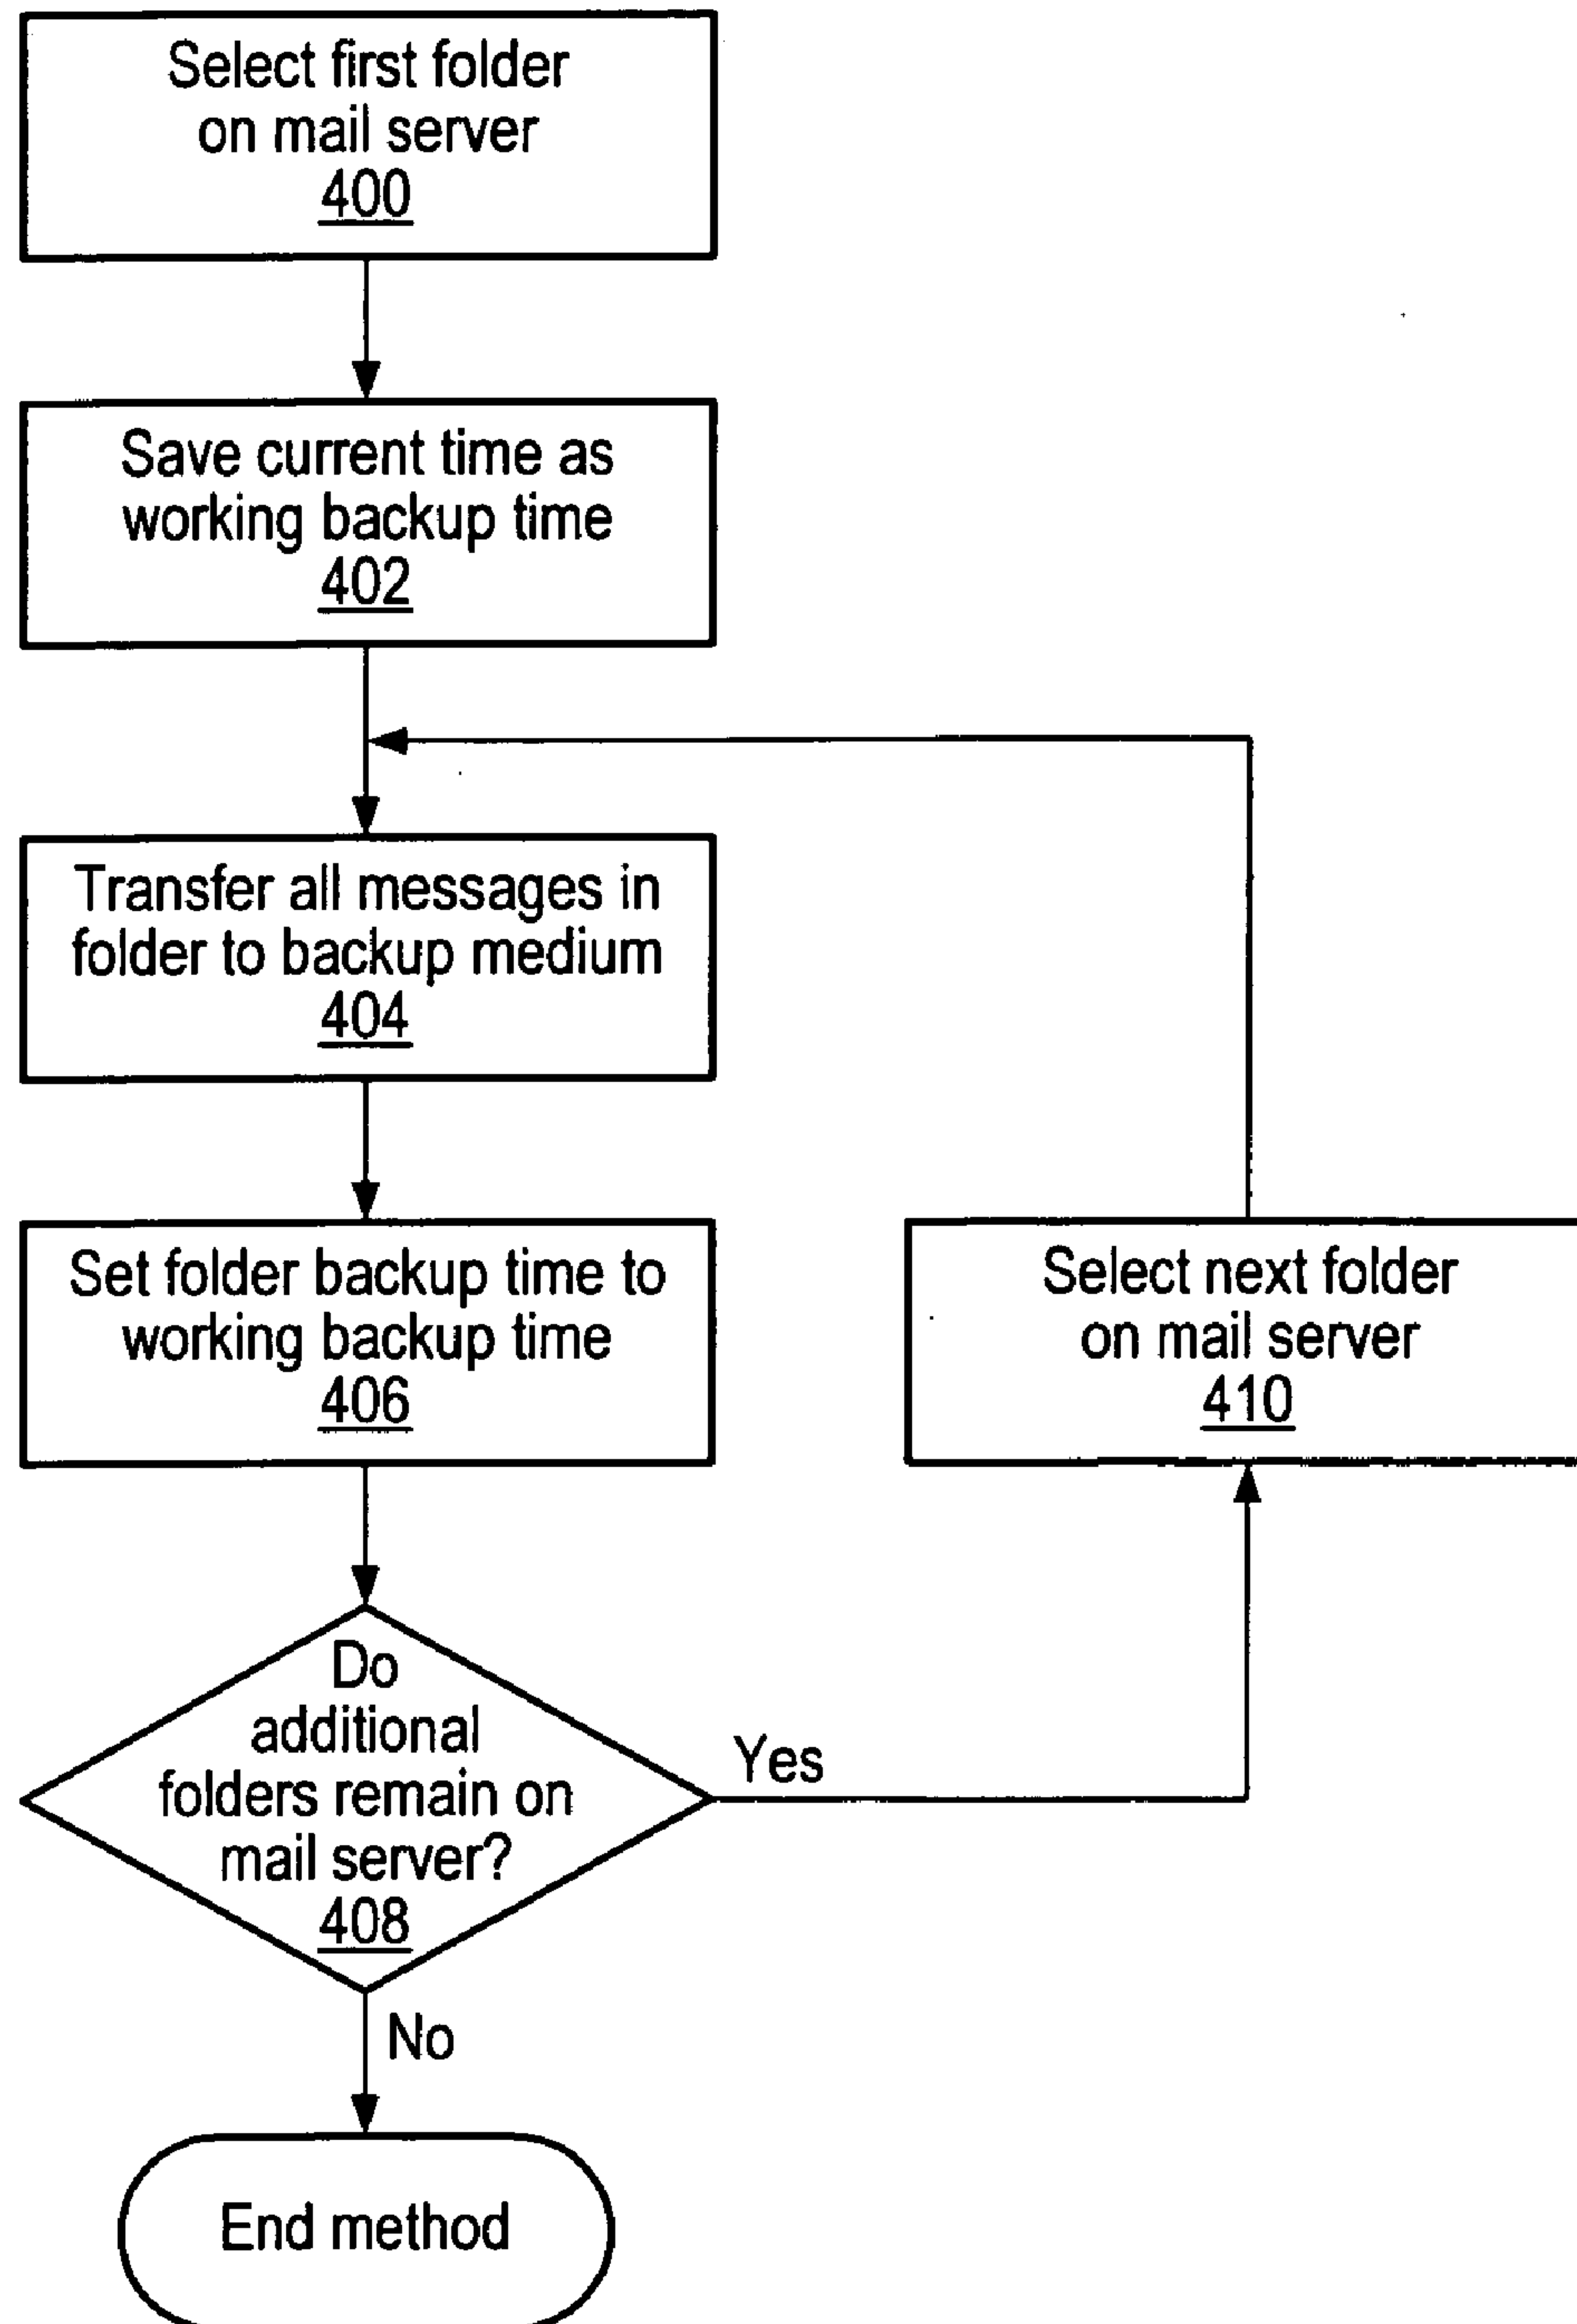 Select first folder
on mail server
400
Save current time as
working backup time
402
Transfer all messages in
folder to backup medium
404
Set folder backup time to
working backup time
406
Select next folder
on mail server
410
Do
additional
folders remain on
mail server?
408
Yes
No
End method